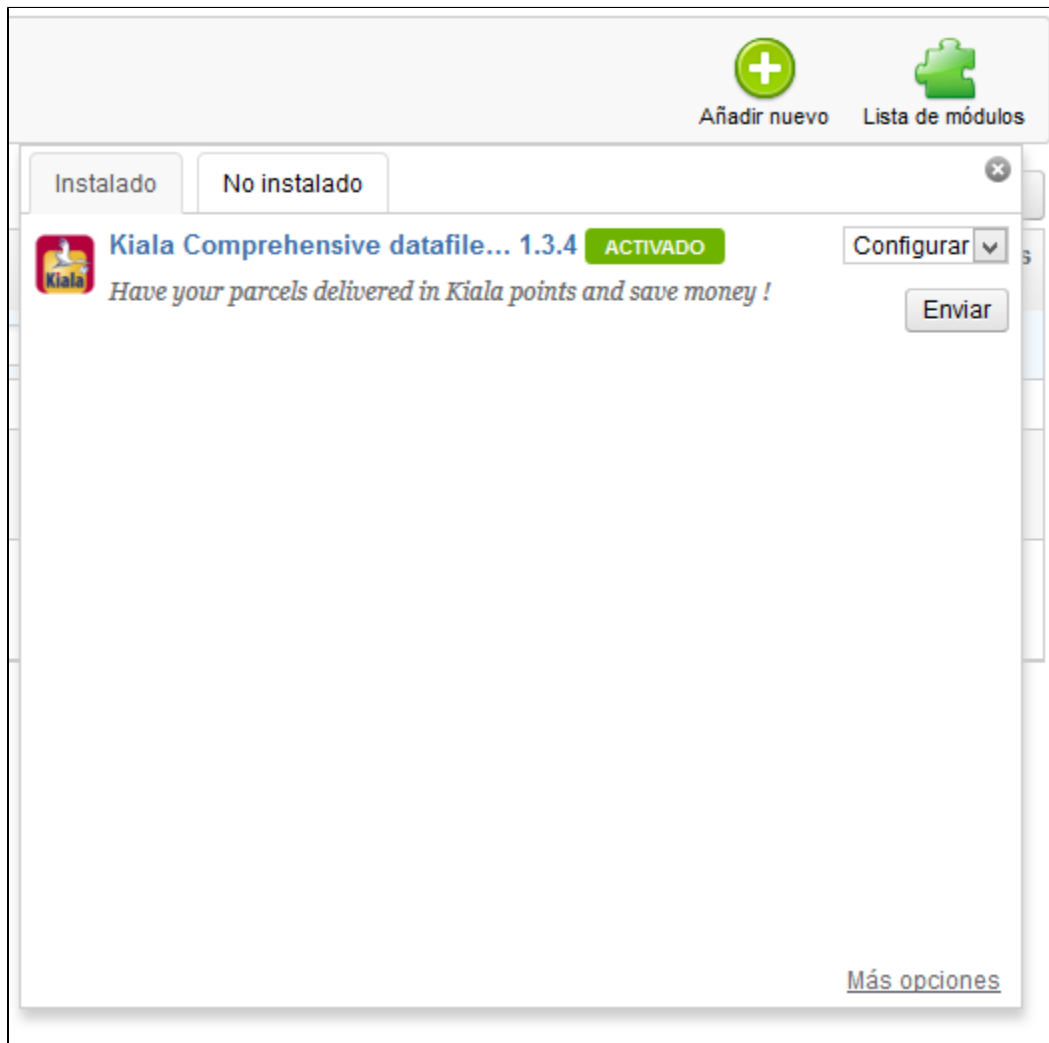 Añadir nuevo Lista de módulos
Instalado No instalado
Kiala Comprehensive datafile... 1.3.4 ACTIVADO Configurar
s
Kiala
Have your parcels delivered in Kiala points and save money !
Enviar
Más opciones